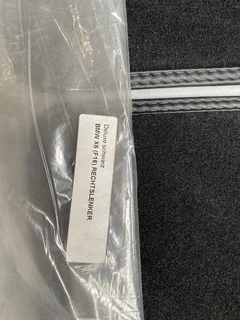 Deluxe schwarz
BMW X6 (F16) RECHTSLENKER